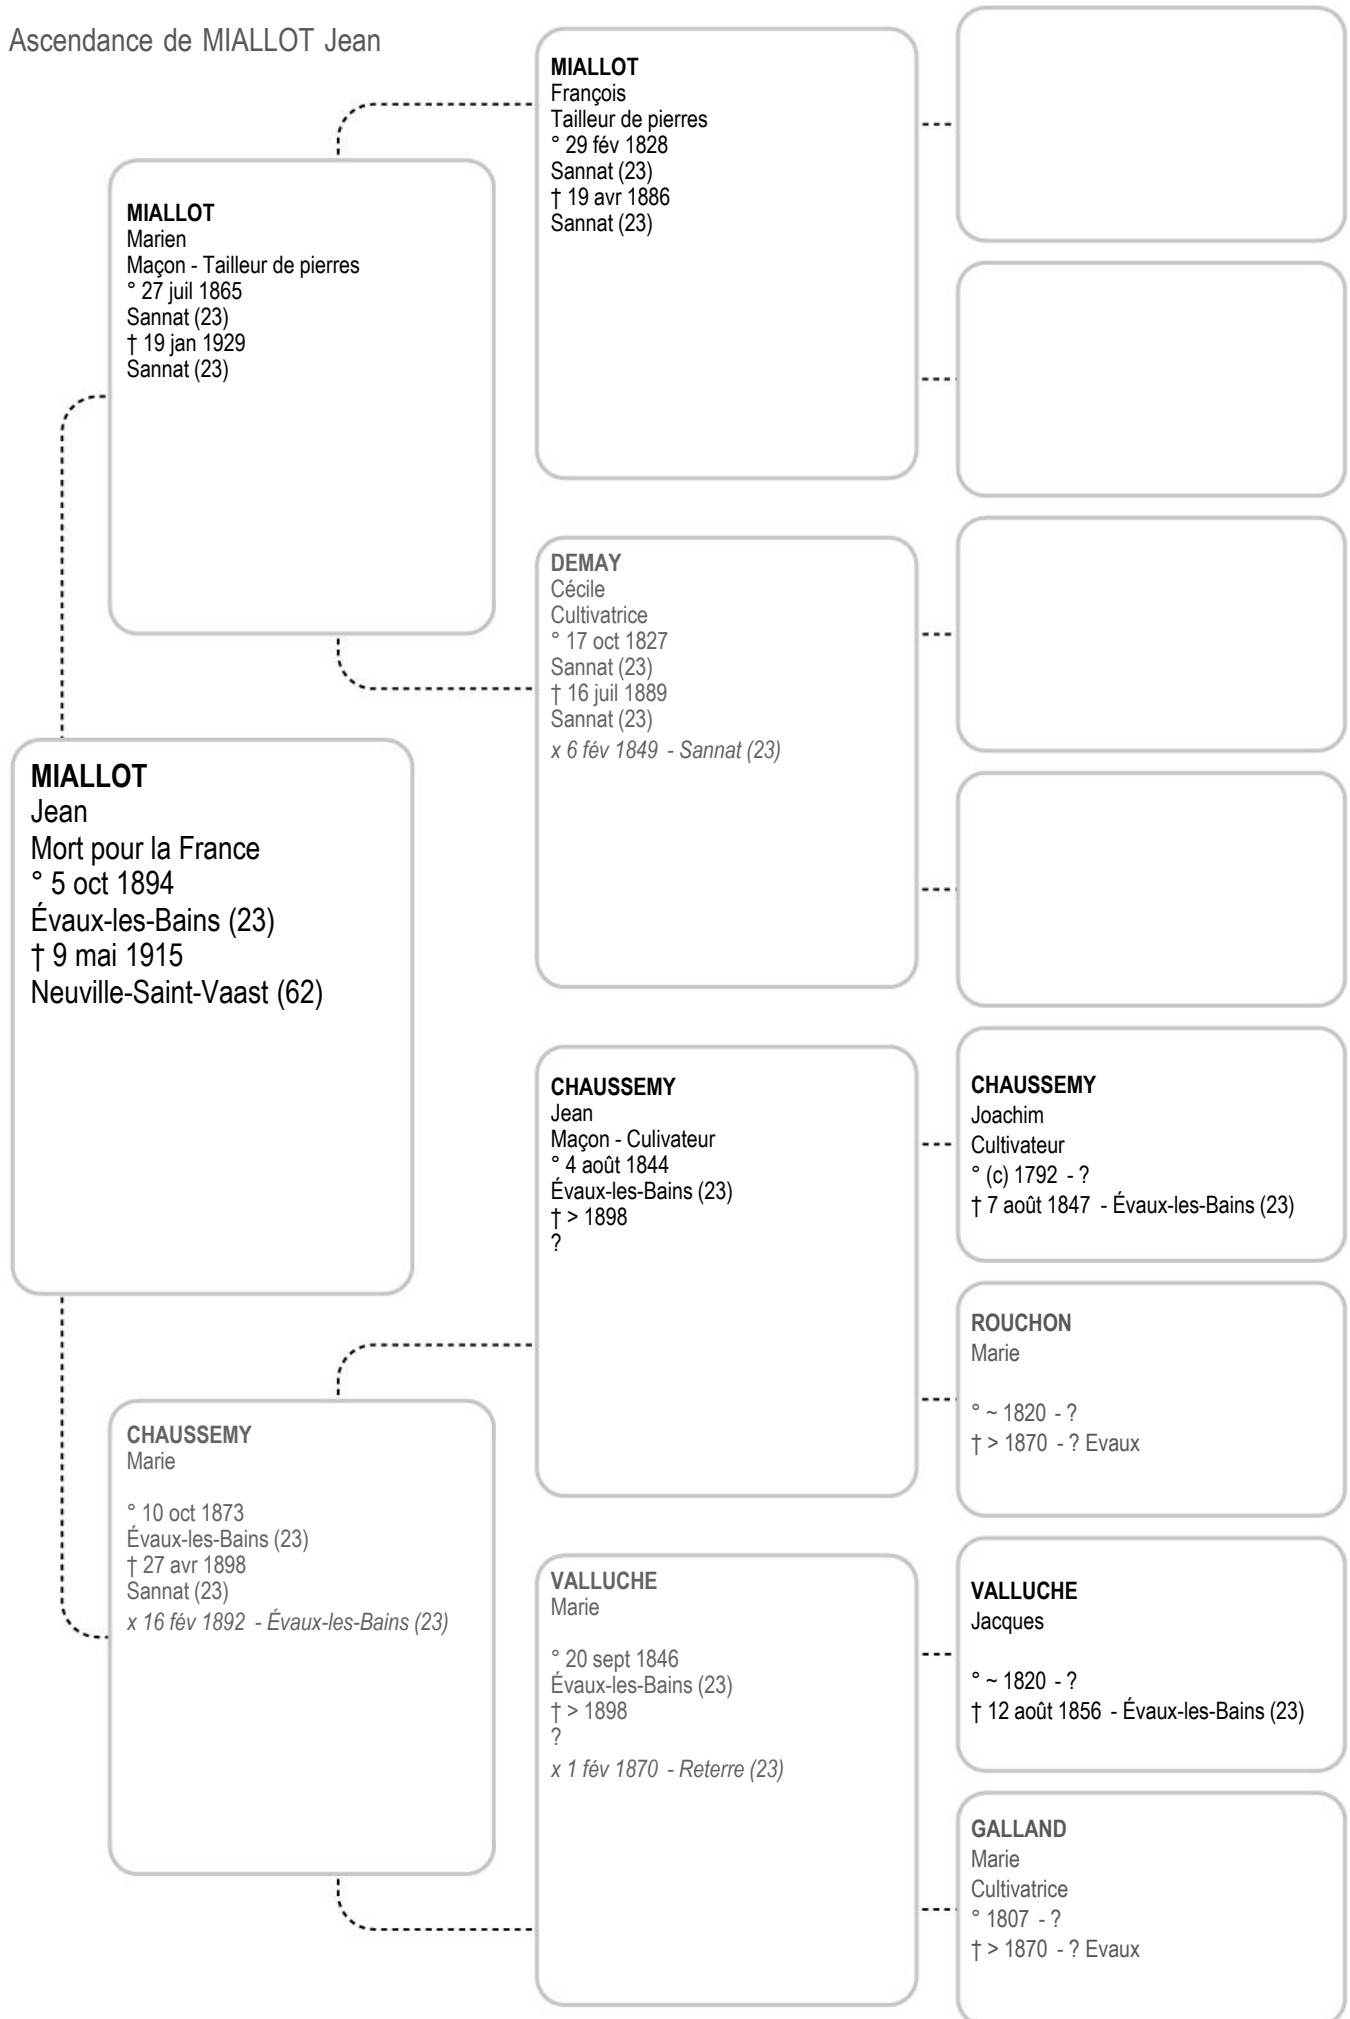 Ascendance de MIALLOT Jean
MIALLOT
François
Tailleur de pierres
° 29 fév 1828
Sannat (23)
† 19 avr 1886
Sannat (23)
MIALLOT
Marien
Maçon - Tailleur de pierres
° 27 juil 1865
Sannat (23)
† 19 jan 1929
Sannat (23)
DEMAY
Cécile
Cultivatrice
° 17 oct 1827
Sannat (23)
† 16 juil 1889
Sannat (23)
x 6 fév 1849 - Sannat (23)
MIALLOT
Jean
Mort pour la France
° 5 oct 1894
Évaux-les-Bains (23)
† 9 mai 1915
Neuville-Saint-Vaast (62)
CHAUSSEMY
Jean
Maçon - Culivateur
° 4 août 1844
Évaux-les-Bains (23)
† > 1898
?
CHAUSSEMY
Joachim
Cultivateur
° (c) 1792 - ?
† 7 août 1847 - Évaux-les-Bains (23)
ROUCHON
Marie
° ~ 1820 - ?
† > 1870 - ? Evaux
CHAUSSEMY
Marie
° 10 oct 1873
Évaux-les-Bains (23)
† 27 avr 1898
Sannat (23)
x 16 fév 1892 - Évaux-les-Bains (23)
VALLUCHE
Marie
° 20 sept 1846
Évaux-les-Bains (23)
† > 1898
?
x 1 fév 1870 - Reterre (23)
VALLUCHE
Jacques
° ~ 1820 - ?
† 12 août 1856 - Évaux-les-Bains (23)
GALLAND
Marie
Cultivatrice
° 1807 - ?
† > 1870 - ? Evaux